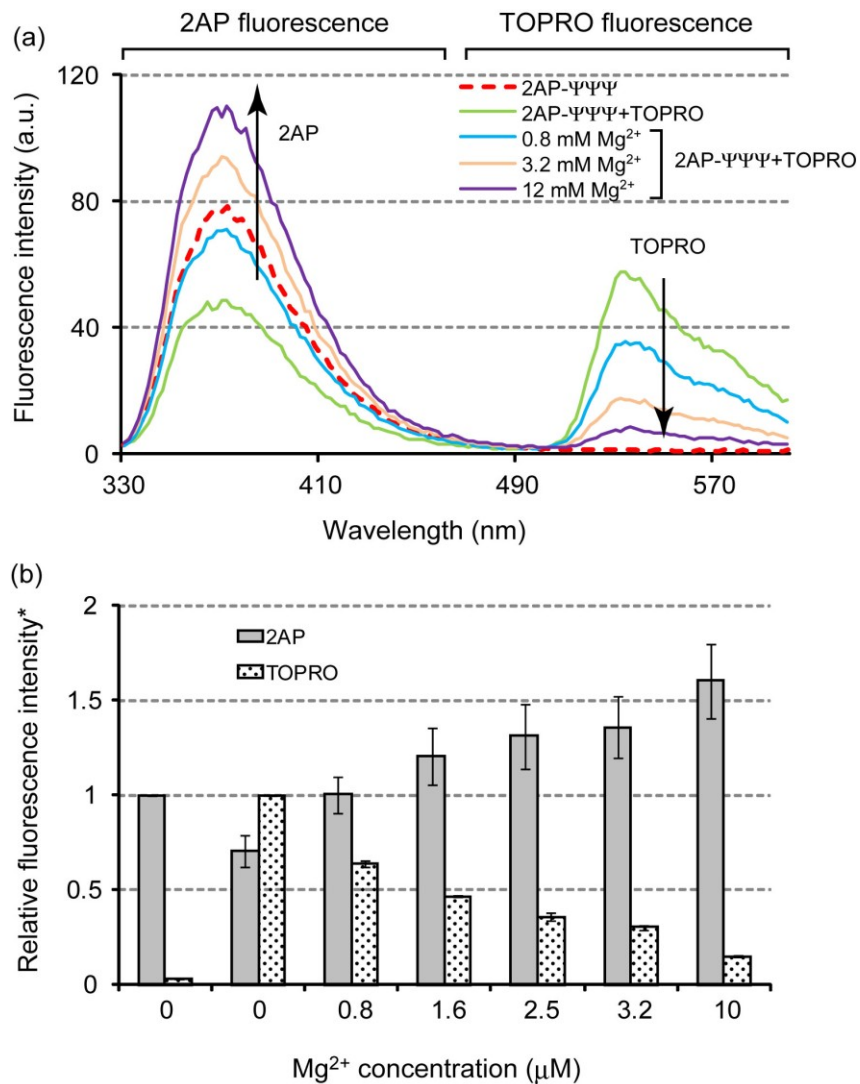 (a)
2AP fluorescence
TOPRO fluorescence
Fluorescence intensity (a.u.)
120
80
40
0
2AP-ΨΨΨ
2AP-ΨΨΨ+TOPRO
0.8 mM Mg²⁺
3.2 mM Mg²⁺
12 mM Mg²⁺
2AP-ΨΨΨ+TOPRO
2AP
TOPRO
330
410
490
570
Wavelength (nm)
(b)
Relative fluorescence intensity*
2
1.5
1
0.5
0
2AP
TOPRO
0
0
0.8
1.6
2.5
3.2
10
Mg²⁺ concentration (μM)